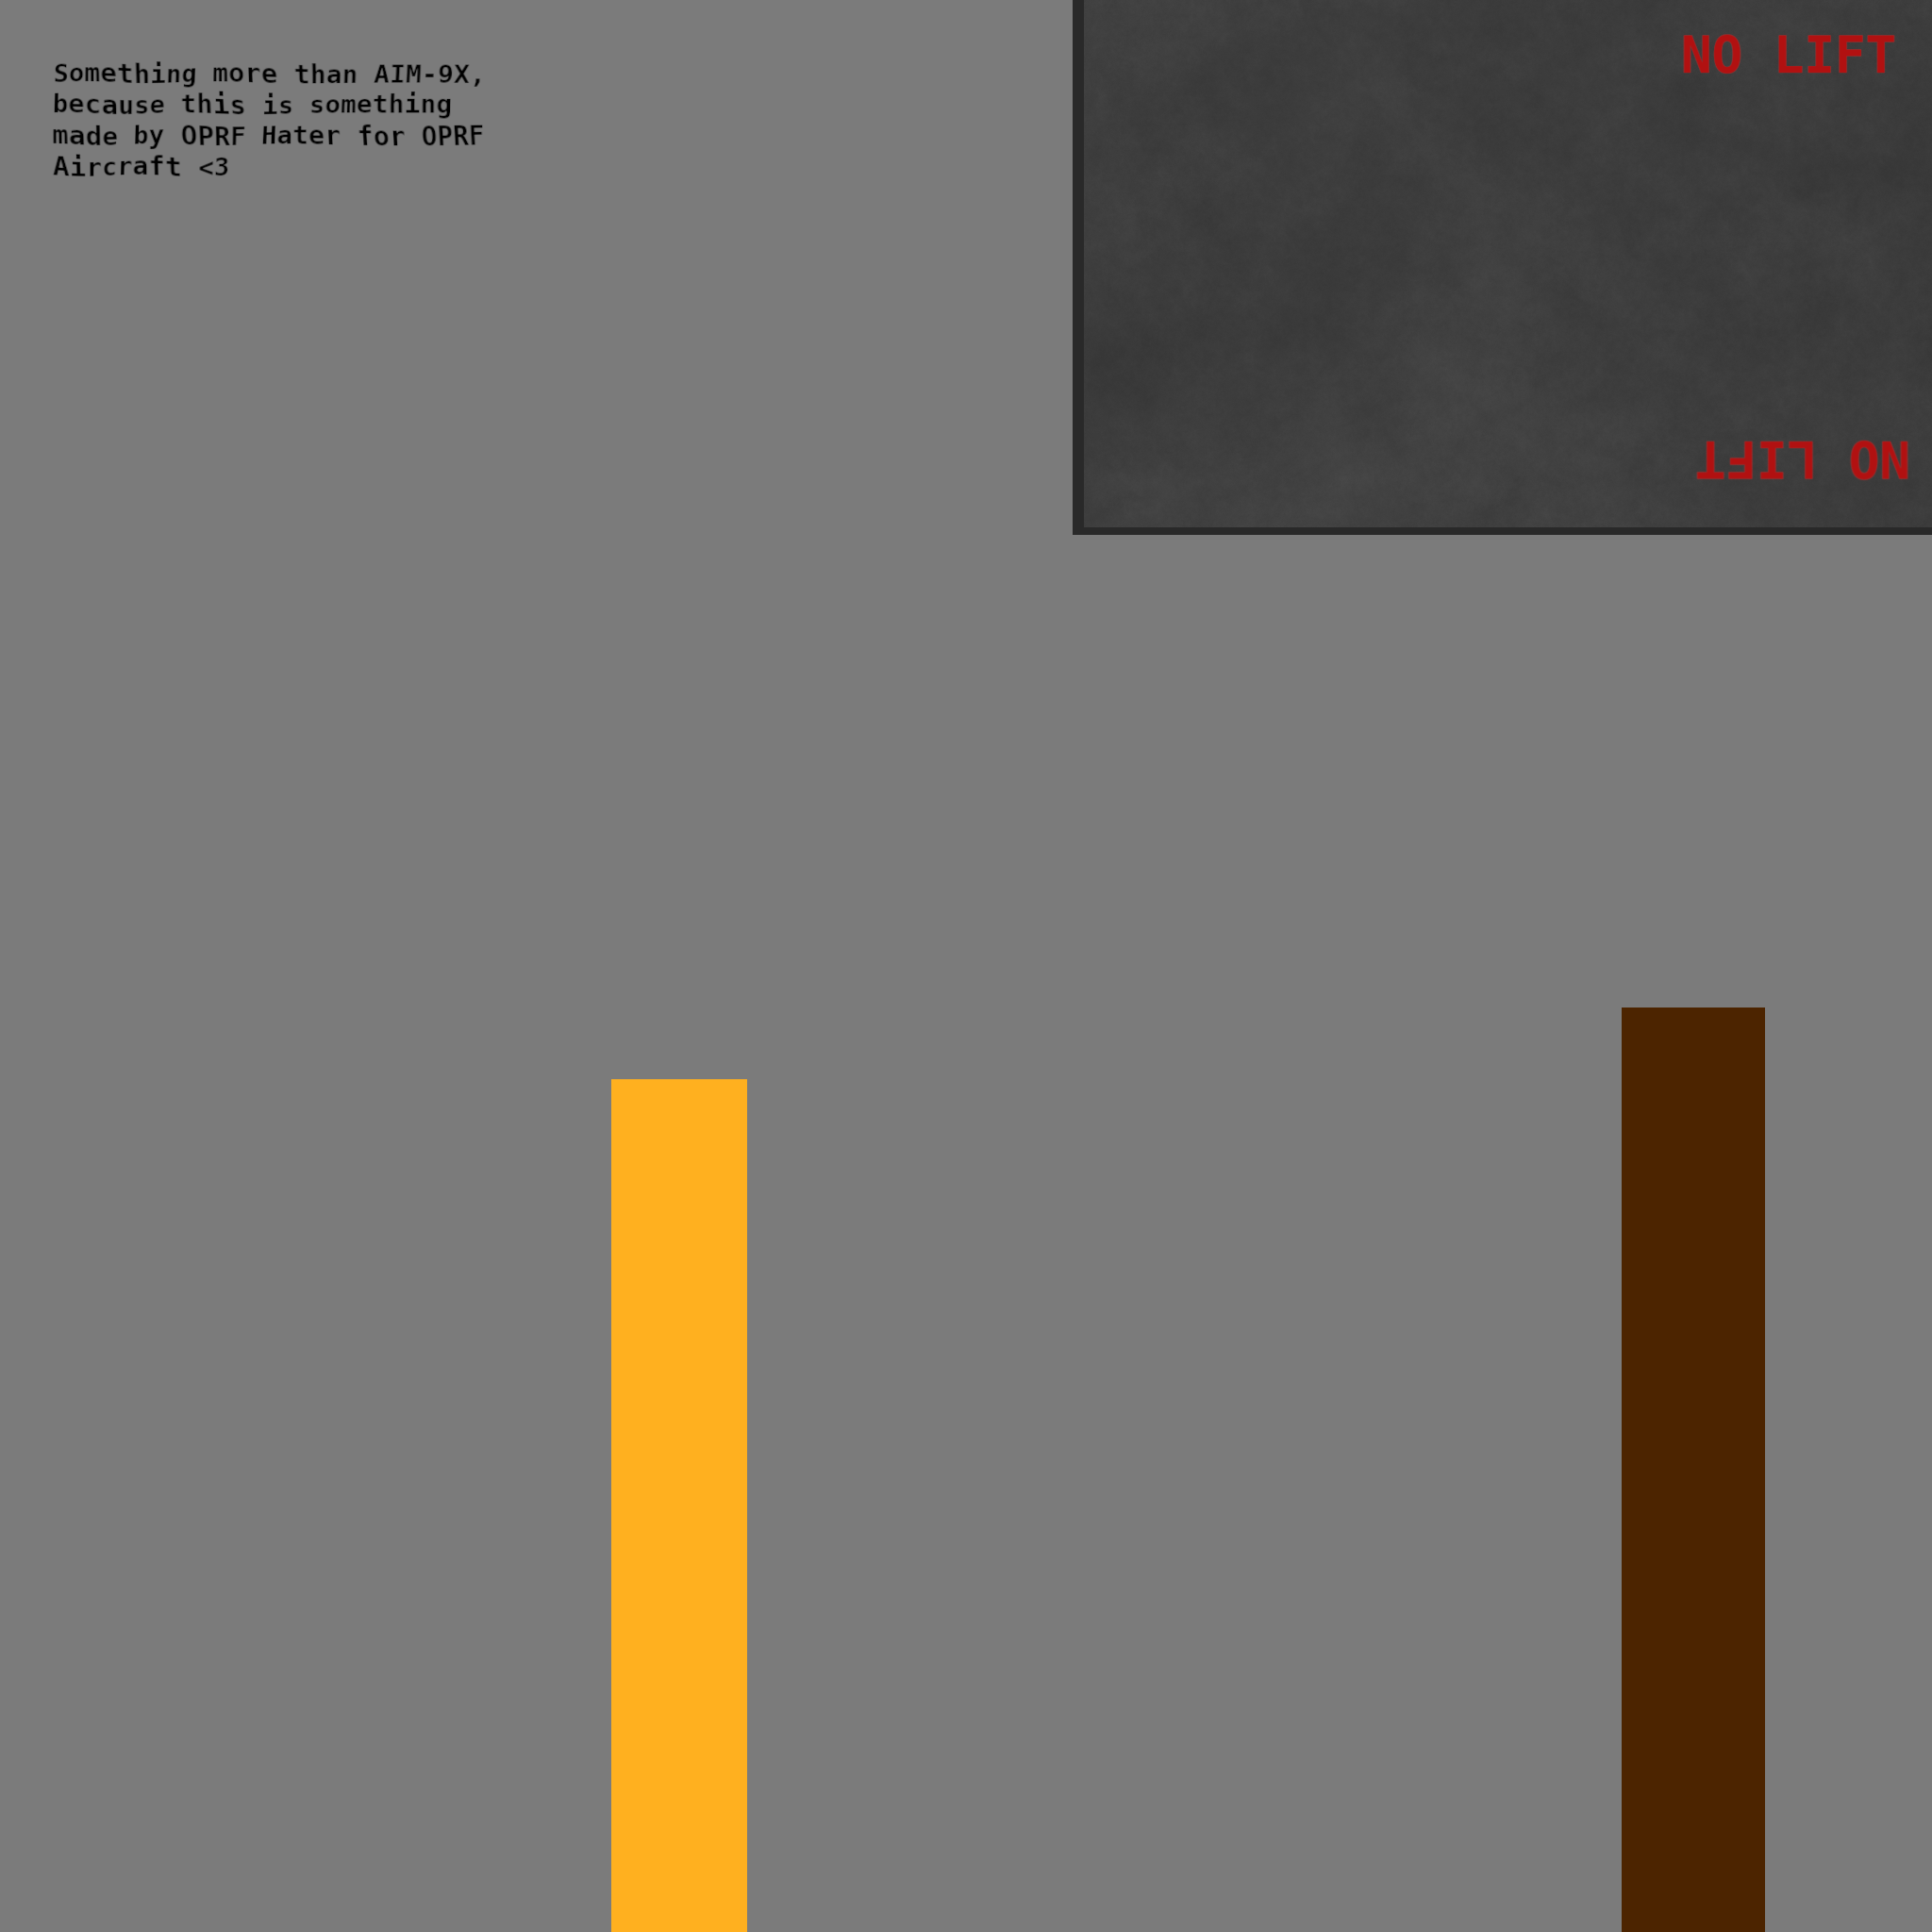 Something more than AIM-9X,
because this is something
made by OPRF Hater for OPRF
Aircraft <3
NO LIFT
NO LIFT